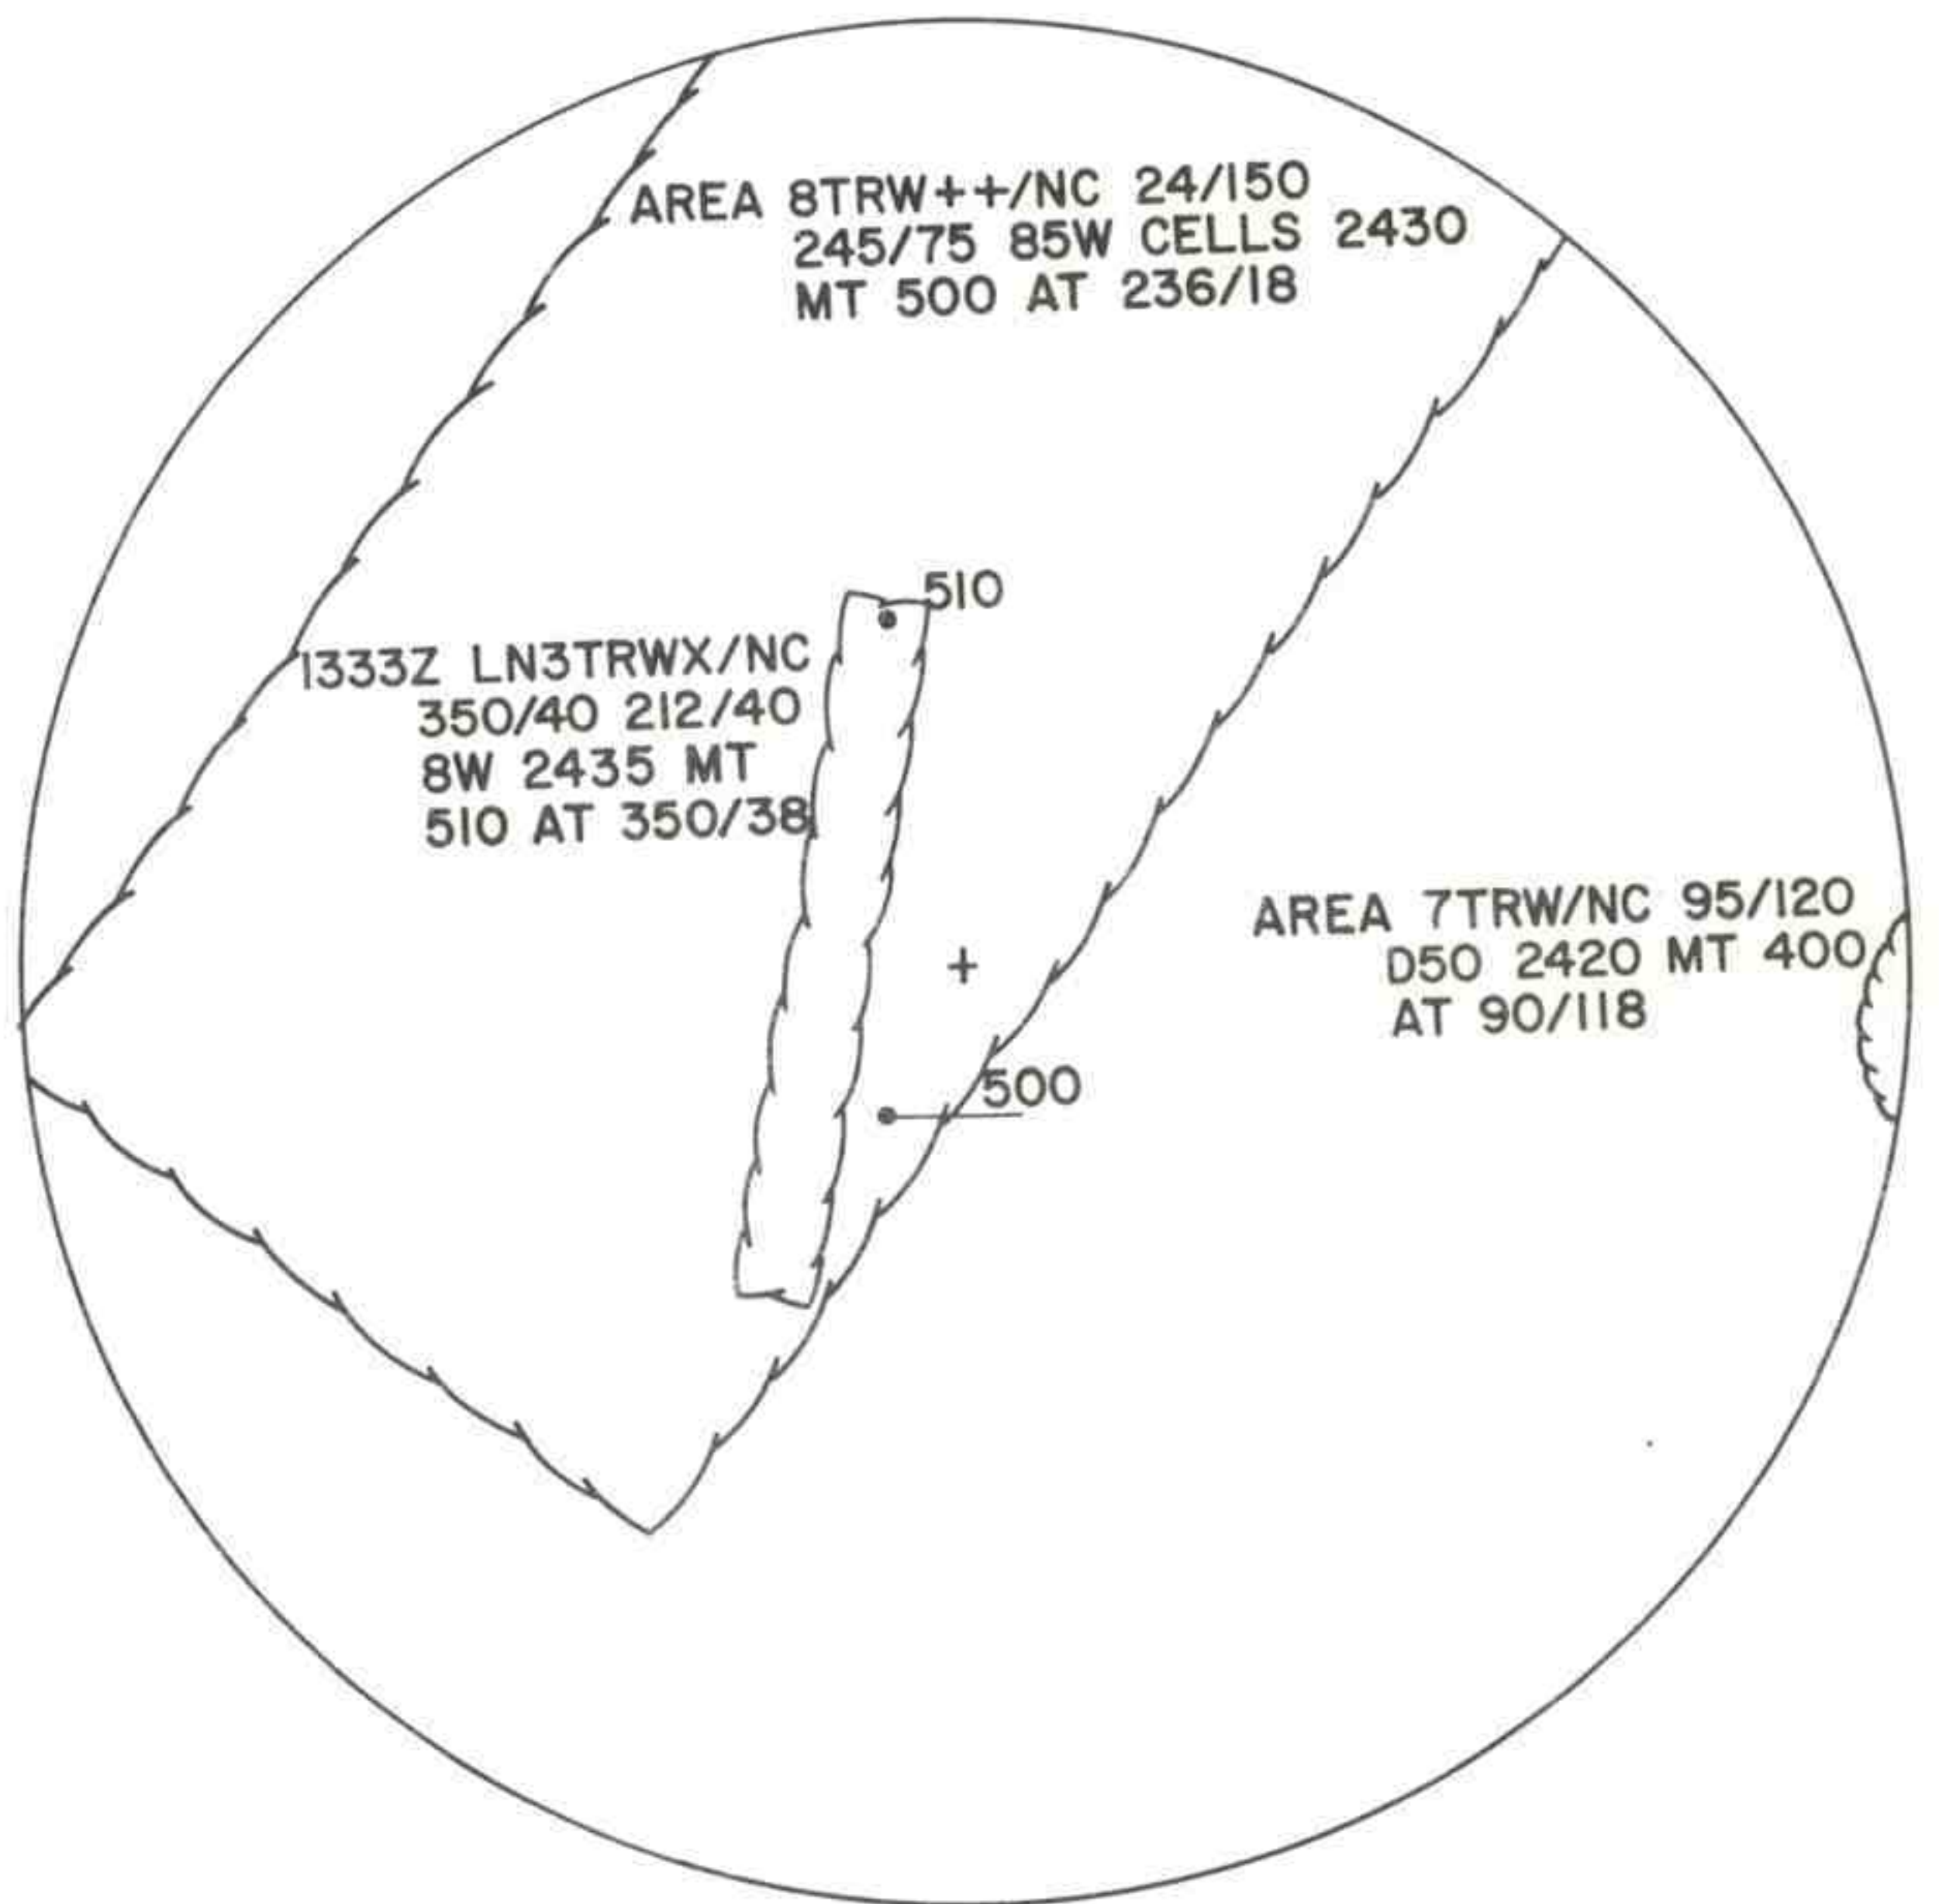 AREA 8TRW++/NC 24/150
245/75 85W CELLS 2430
MT 500 AT 236/18
510
1333Z LN3TRWX/NC
350/40 212/40
8W 2435 MT
510 AT 350/38
AREA 7TRW/NC 95/120
D50 2420 MT 400
AT 90/118
+
500